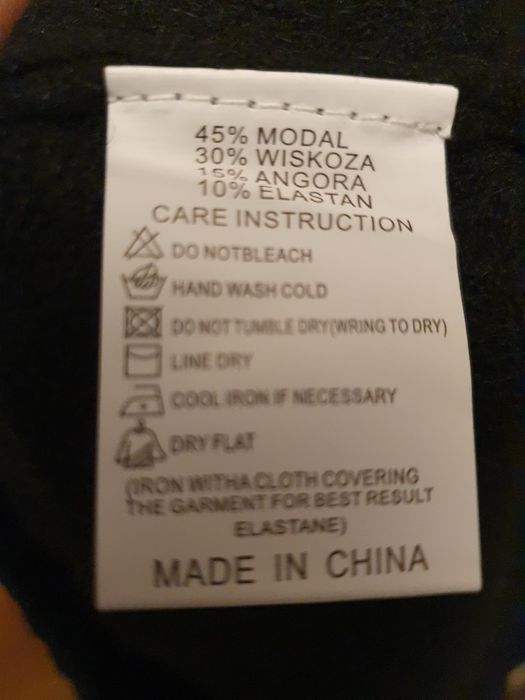 45% MODAL
30% WISKOZA
15% ANGORA
10% ELASTAN
CARE INSTRUCTION
DO NOTBLEACH
HAND WASH COLD
DO NOT TUMBLE DRY(WRING TO DRY)
LINE DRY
COOL IRON IF NECESSARY
DRY FLAT
(IRON WITHA CLOTH COVERING
THE GARMENT FOR BEST RESULT
ELASTANE)
MADE IN CHINA